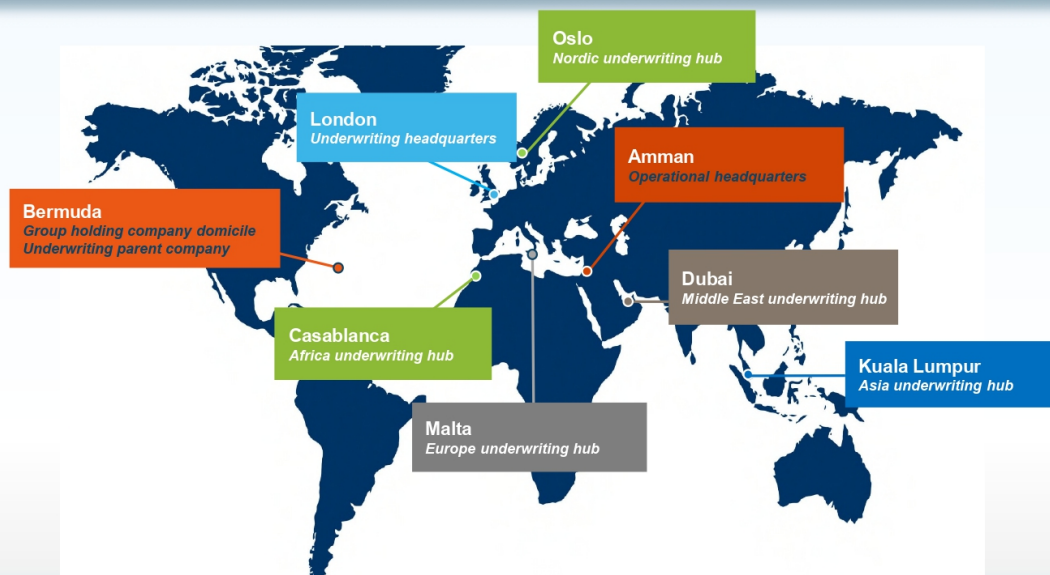 Oslo
Nordic underwriting hub
London
Underwriting headquarters
Amman
Operational headquarters
Bermuda
Group holding company domicile
Underwriting parent company
Dubai
Middle East underwriting hub
Casablanca
Africa underwriting hub
Kuala Lumpur
Asia underwriting hub
Malta
Europe underwriting hub